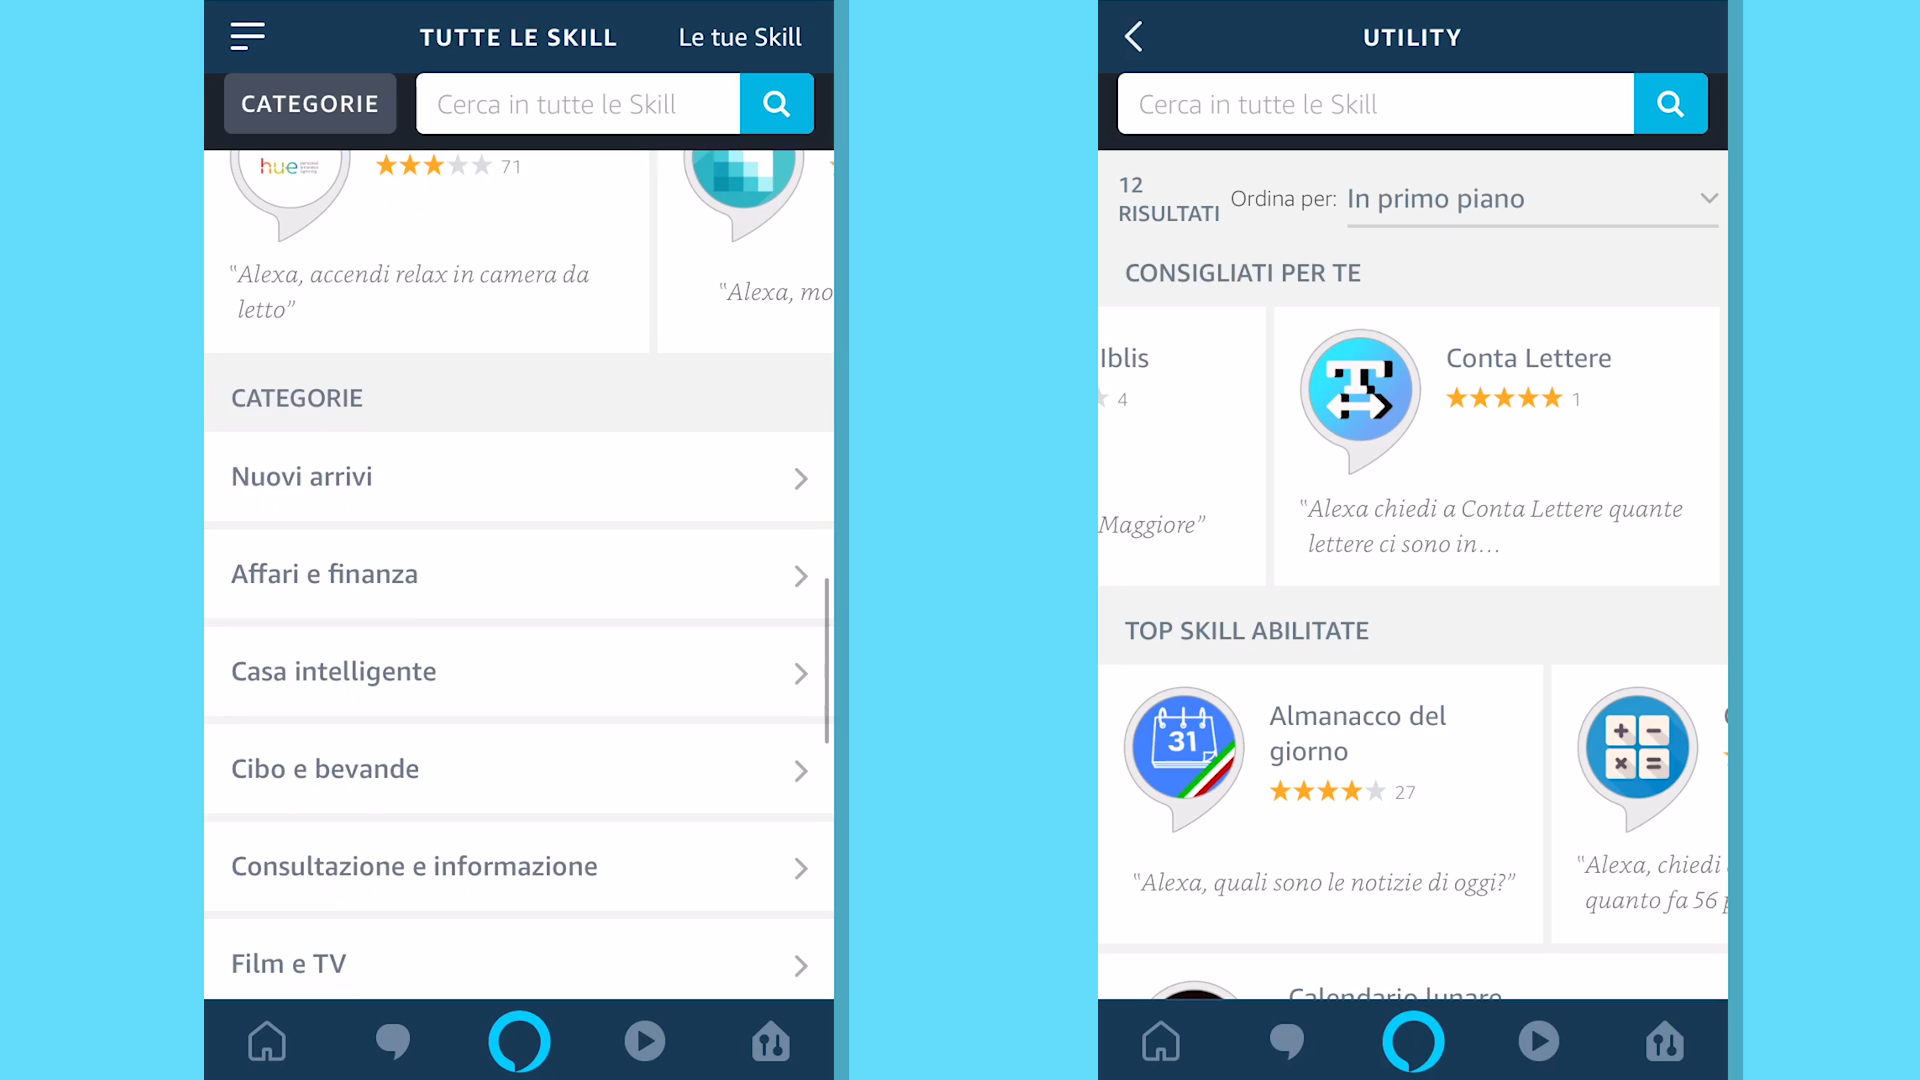 TUTTE LE SKILL
Le tue Skill
CATEGORIE
Cerca in tutte le Skill
hue
71
"Alexa, accendi relax in camera da
letto"
"Alexa, mo
CATEGORIE
Nuovi arrivi
Affari e finanza
Casa intelligente
Cibo e bevande
Consultazione e informazione
Film e TV
UTILITY
Cerca in tutte le Skill
12
RISULTATI
Ordina per:
In primo piano
CONSIGLIATI PER TE
Iblis
4
Maggiore"
Conta Lettere
1
"Alexa chiedi a Conta Lettere quante
lettere ci sono in…
TOP SKILL ABILITATE
31
Almanacco del
giorno
27
"Alexa, quali sono le notizie di oggi?"
"Alexa, chiedi
quanto fa 56
Calendario lunare